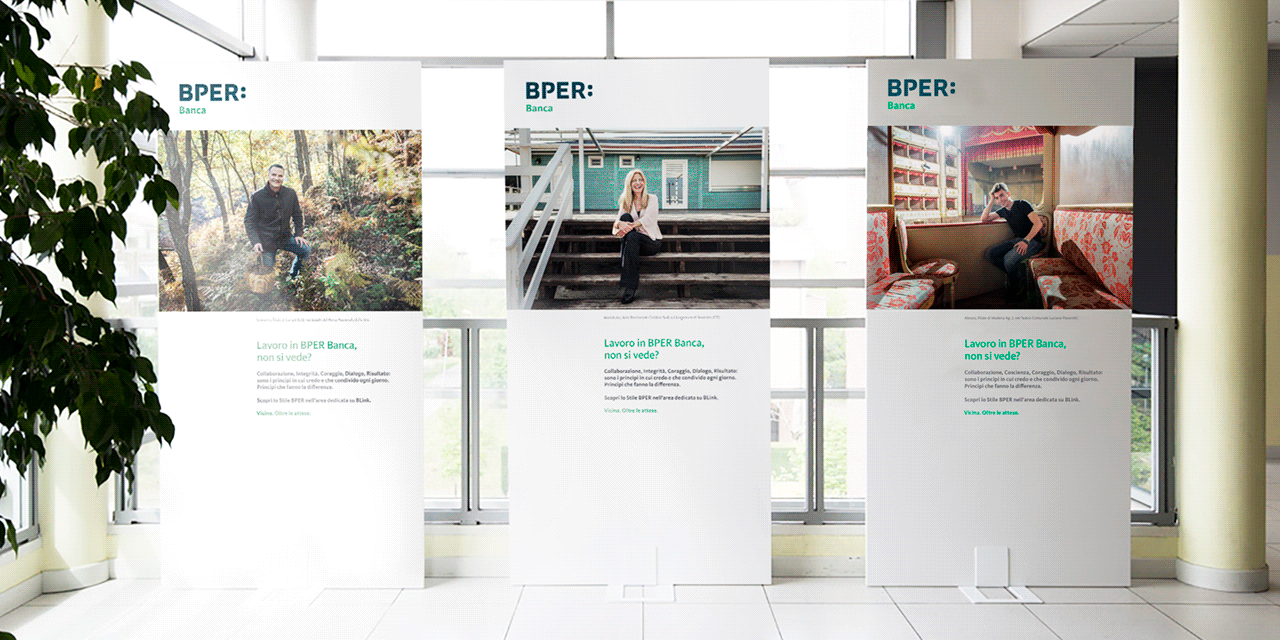 BPER:
Banca
Lavoro in BPER Banca,
non si vede?
Collaborazione, Integrità, Coraggio, Dialogo, Risultato:
sono i principi in cui credo e che condivido ogni giorno.
Principi che fanno la differenza.
Scopri lo Stile BPER nell'area dedicata su BLink.
Vicina. Oltre le attese.
BPER:
Banca
Lavoro in BPER Banca,
non si vede?
Collaborazione, Integrità, Coraggio, Dialogo, Risultato:
sono i principi in cui credo e che condivido ogni giorno.
Principi che fanno la differenza.
Scopri lo Stile BPER nell'area dedicata su BLink.
Vicina. Oltre le attese.
BPER:
Banca
Lavoro in BPER Banca,
non si vede?
Collaborazione, Coscienza, Coraggio, Dialogo, Risultato:
sono i principi in cui credo e che condivido ogni giorno.
Principi che fanno la differenza.
Scopri lo Stile BPER nell'area dedicata su BLink.
Vicina. Oltre le attese.